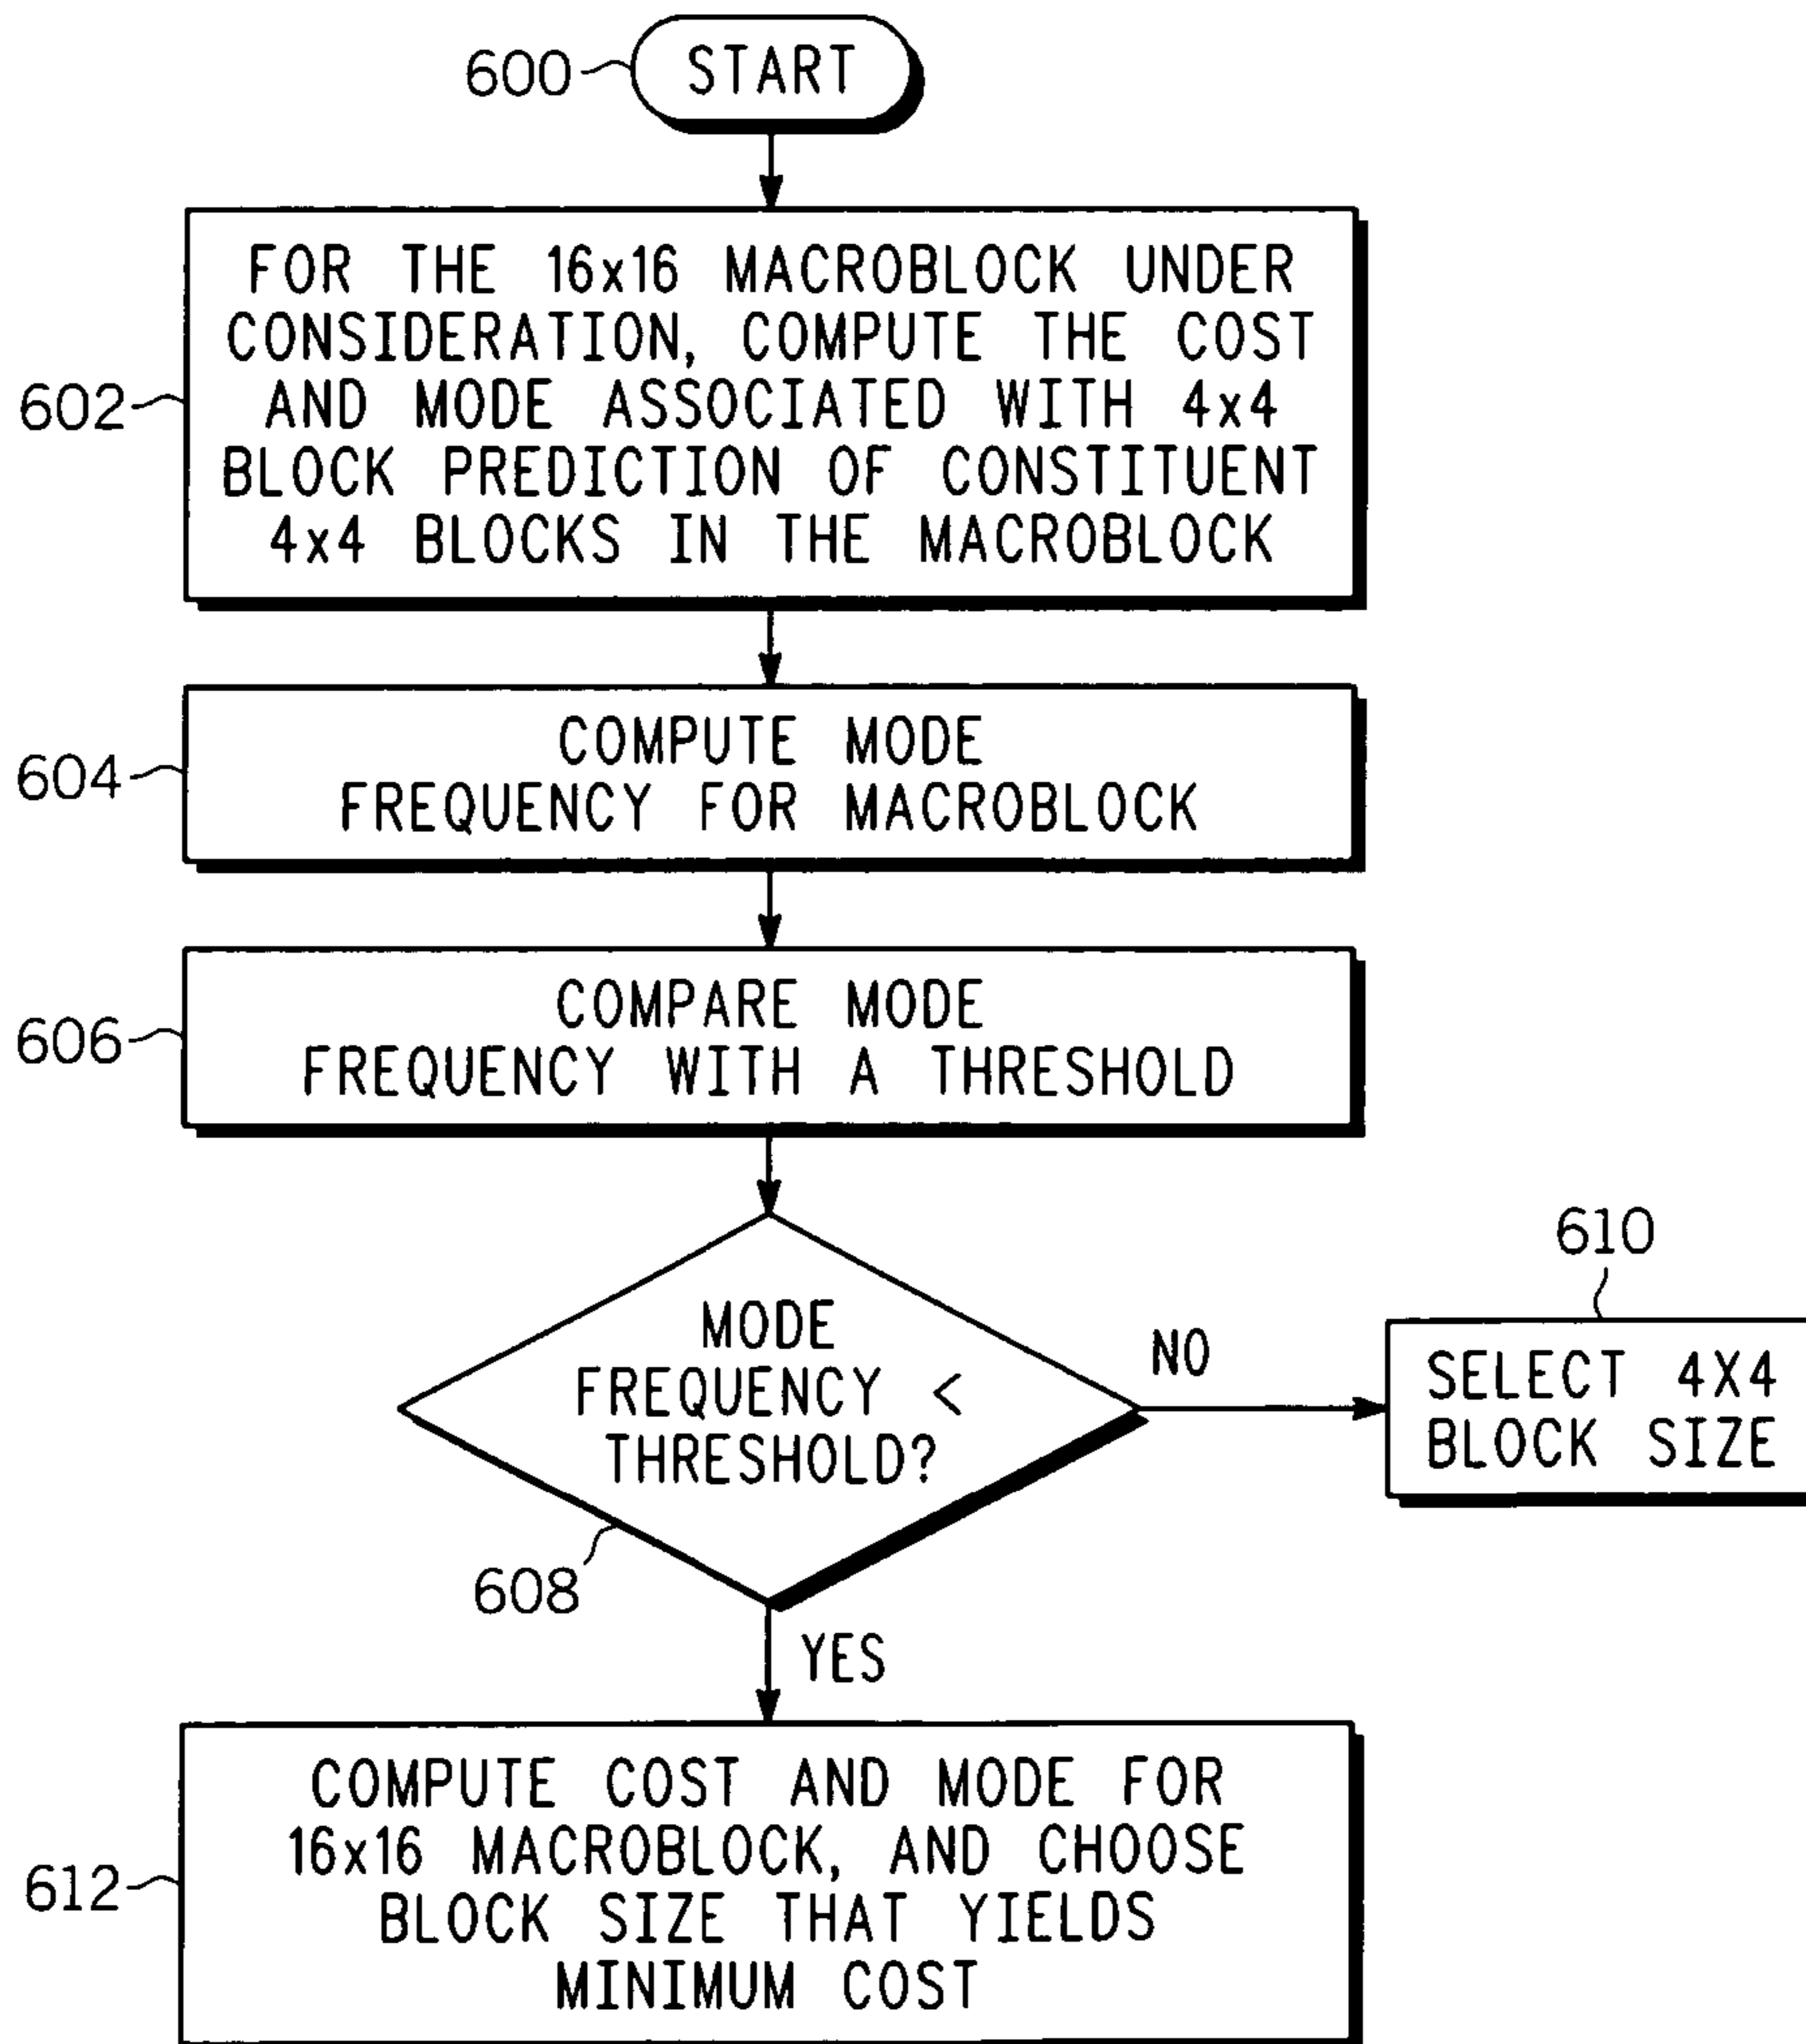 600
START
602
FOR THE 16x16 MACROBLOCK UNDER
CONSIDERATION, COMPUTE THE COST
AND MODE ASSOCIATED WITH 4x4
BLOCK PREDICTION OF CONSTITUENT
4x4 BLOCKS IN THE MACROBLOCK
604
COMPUTE MODE
FREQUENCY FOR MACROBLOCK
606
COMPARE MODE
FREQUENCY WITH A THRESHOLD
608
MODE
FREQUENCY <
THRESHOLD?
NO
610
SELECT 4X4
BLOCK SIZE
YES
612
COMPUTE COST AND MODE FOR
16x16 MACROBLOCK, AND CHOOSE
BLOCK SIZE THAT YIELDS
MINIMUM COST